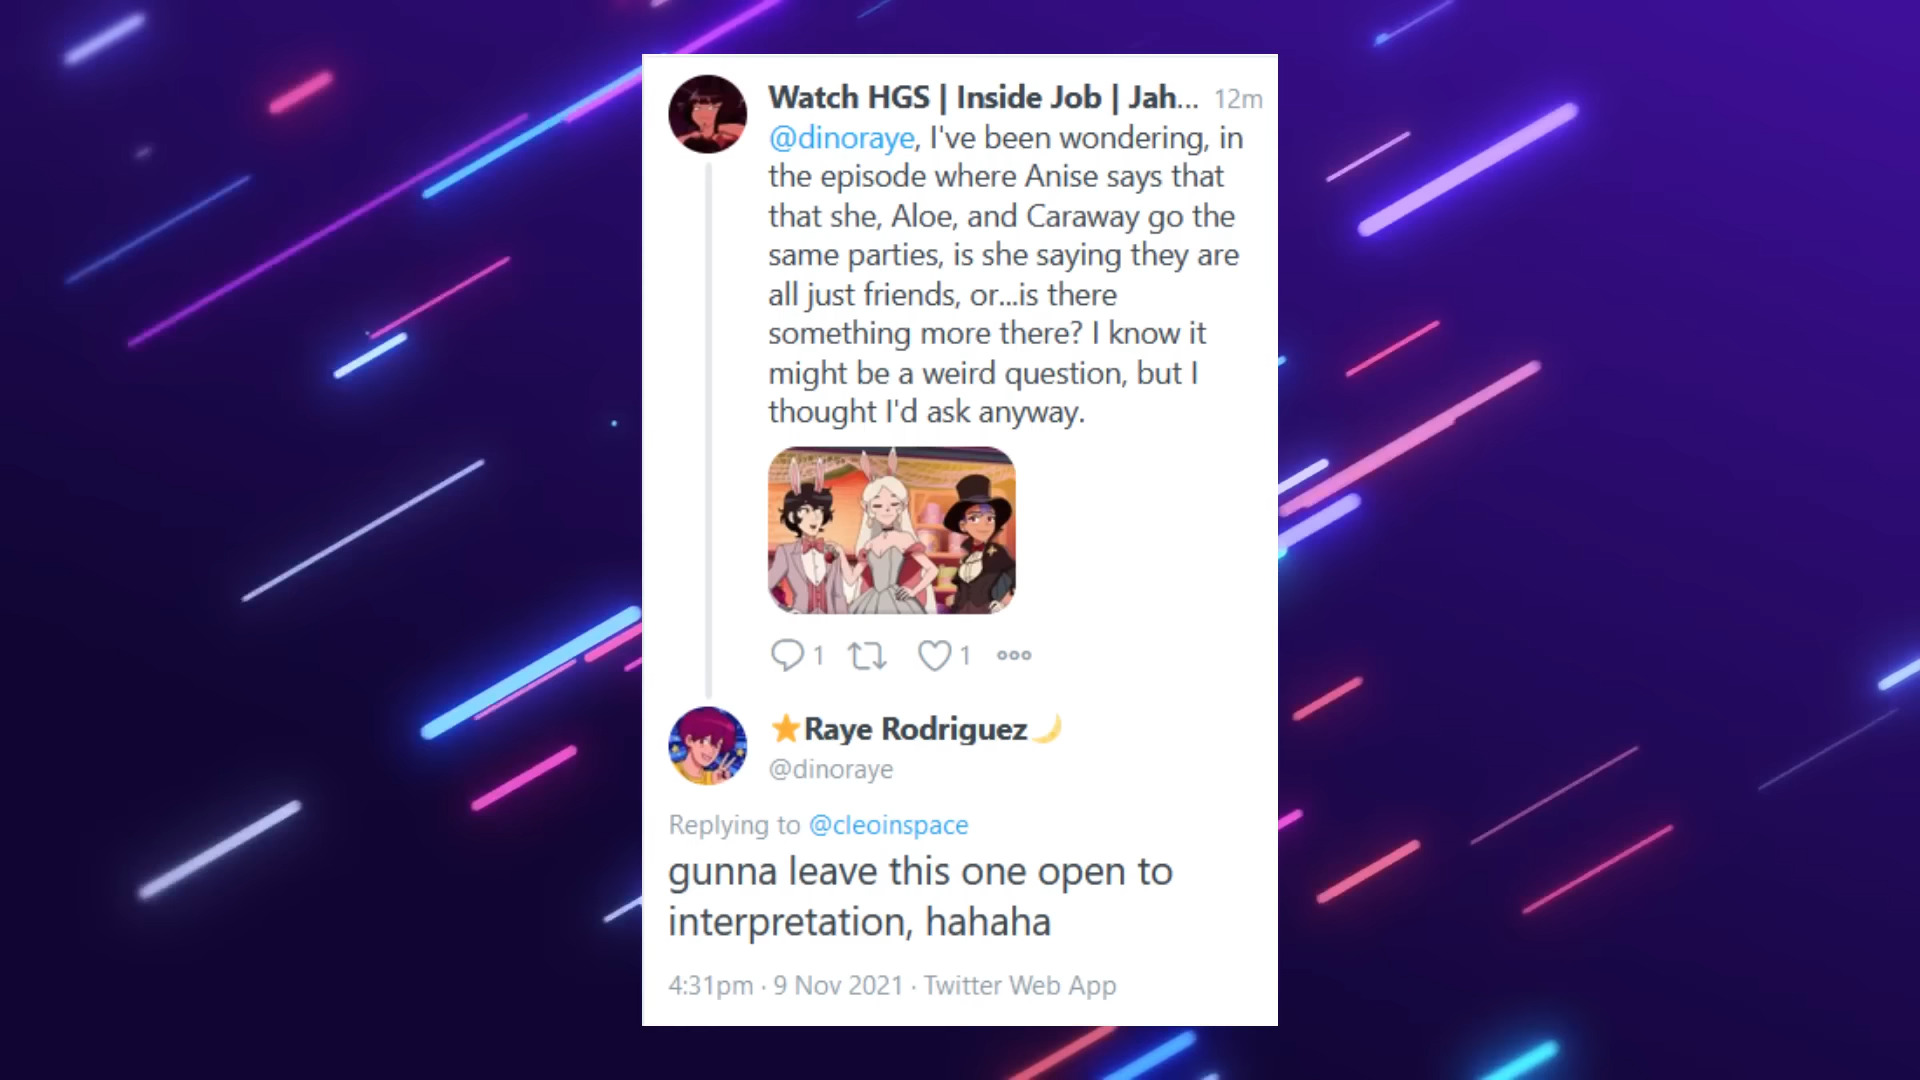 Watch HGS | Inside Job | Jah... 12m
@dinoraye, I've been wondering, in
the episode where Anise says that
that she, Aloe, and Caraway go the
same parties, is she saying they are
all just friends, or...is there
something more there? I know it
might be a weird question, but I
thought I'd ask anyway.
1 1
⭐Raye Rodriguez🌙
@dinoraye
Replying to @cleoinspace
gunna leave this one open to
interpretation, hahaha
4:31pm · 9 Nov 2021 · Twitter Web App